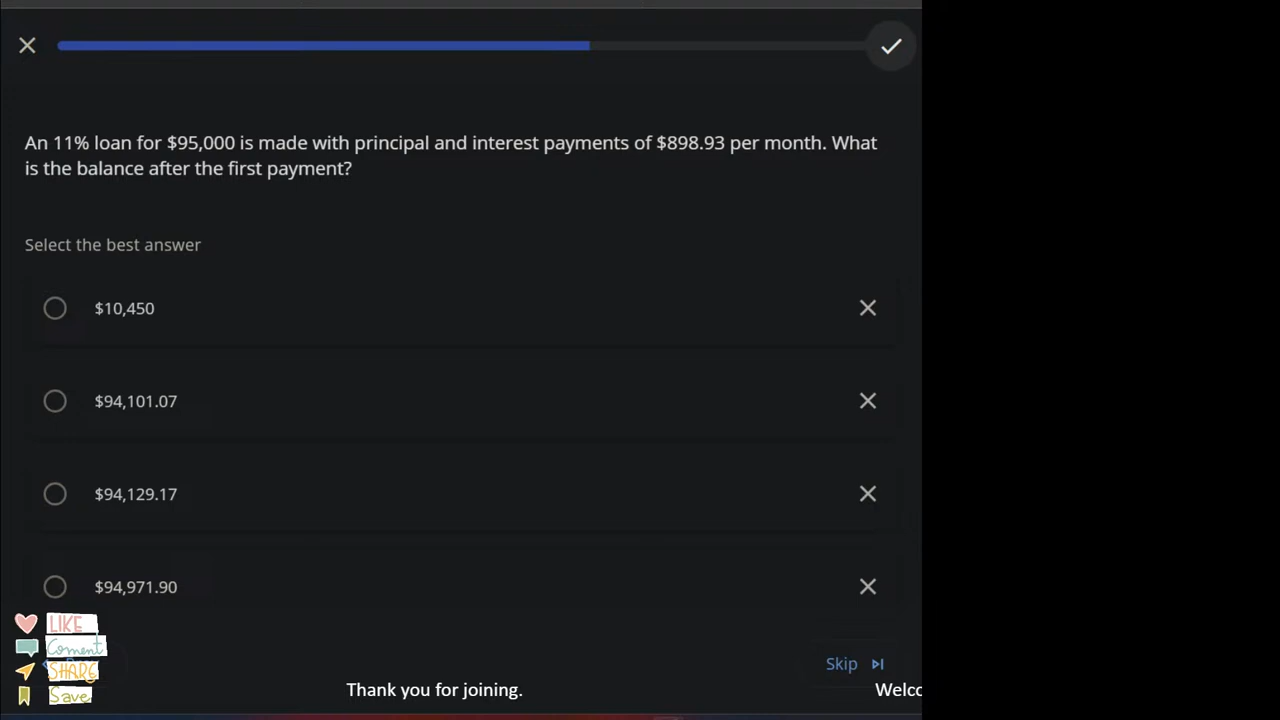 An 11% loan for $95,000 is made with principal and interest payments of $898.93 per month. What
is the balance after the first payment?
Select the best answer
$10,450
$94,101.07
$94,129.17
$94,971.90
LIKE
Coment
SHARE
Save
Skip
Thank you for joining.
Welco